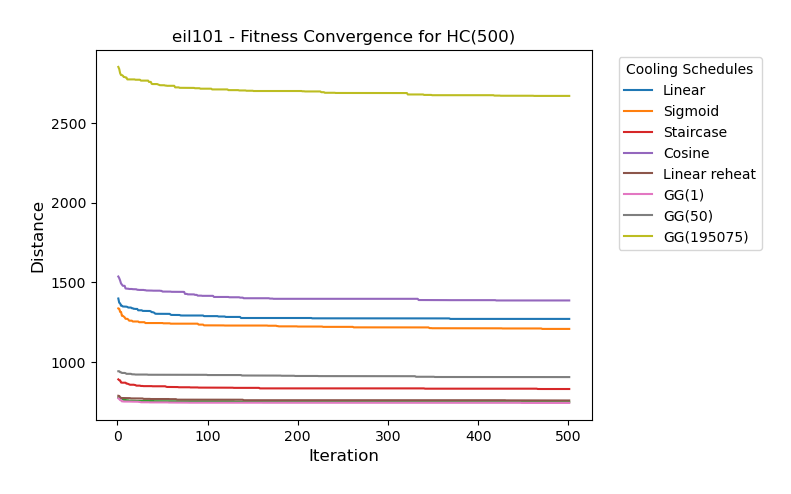 eil101 - Fitness Convergence for HC(500)
Distance
2500
2000
1500
1000
0
100
200
300
400
500
Iteration
Cooling Schedules
Linear
Sigmoid
Staircase
Cosine
Linear reheat
GG(1)
GG(50)
GG(195075)